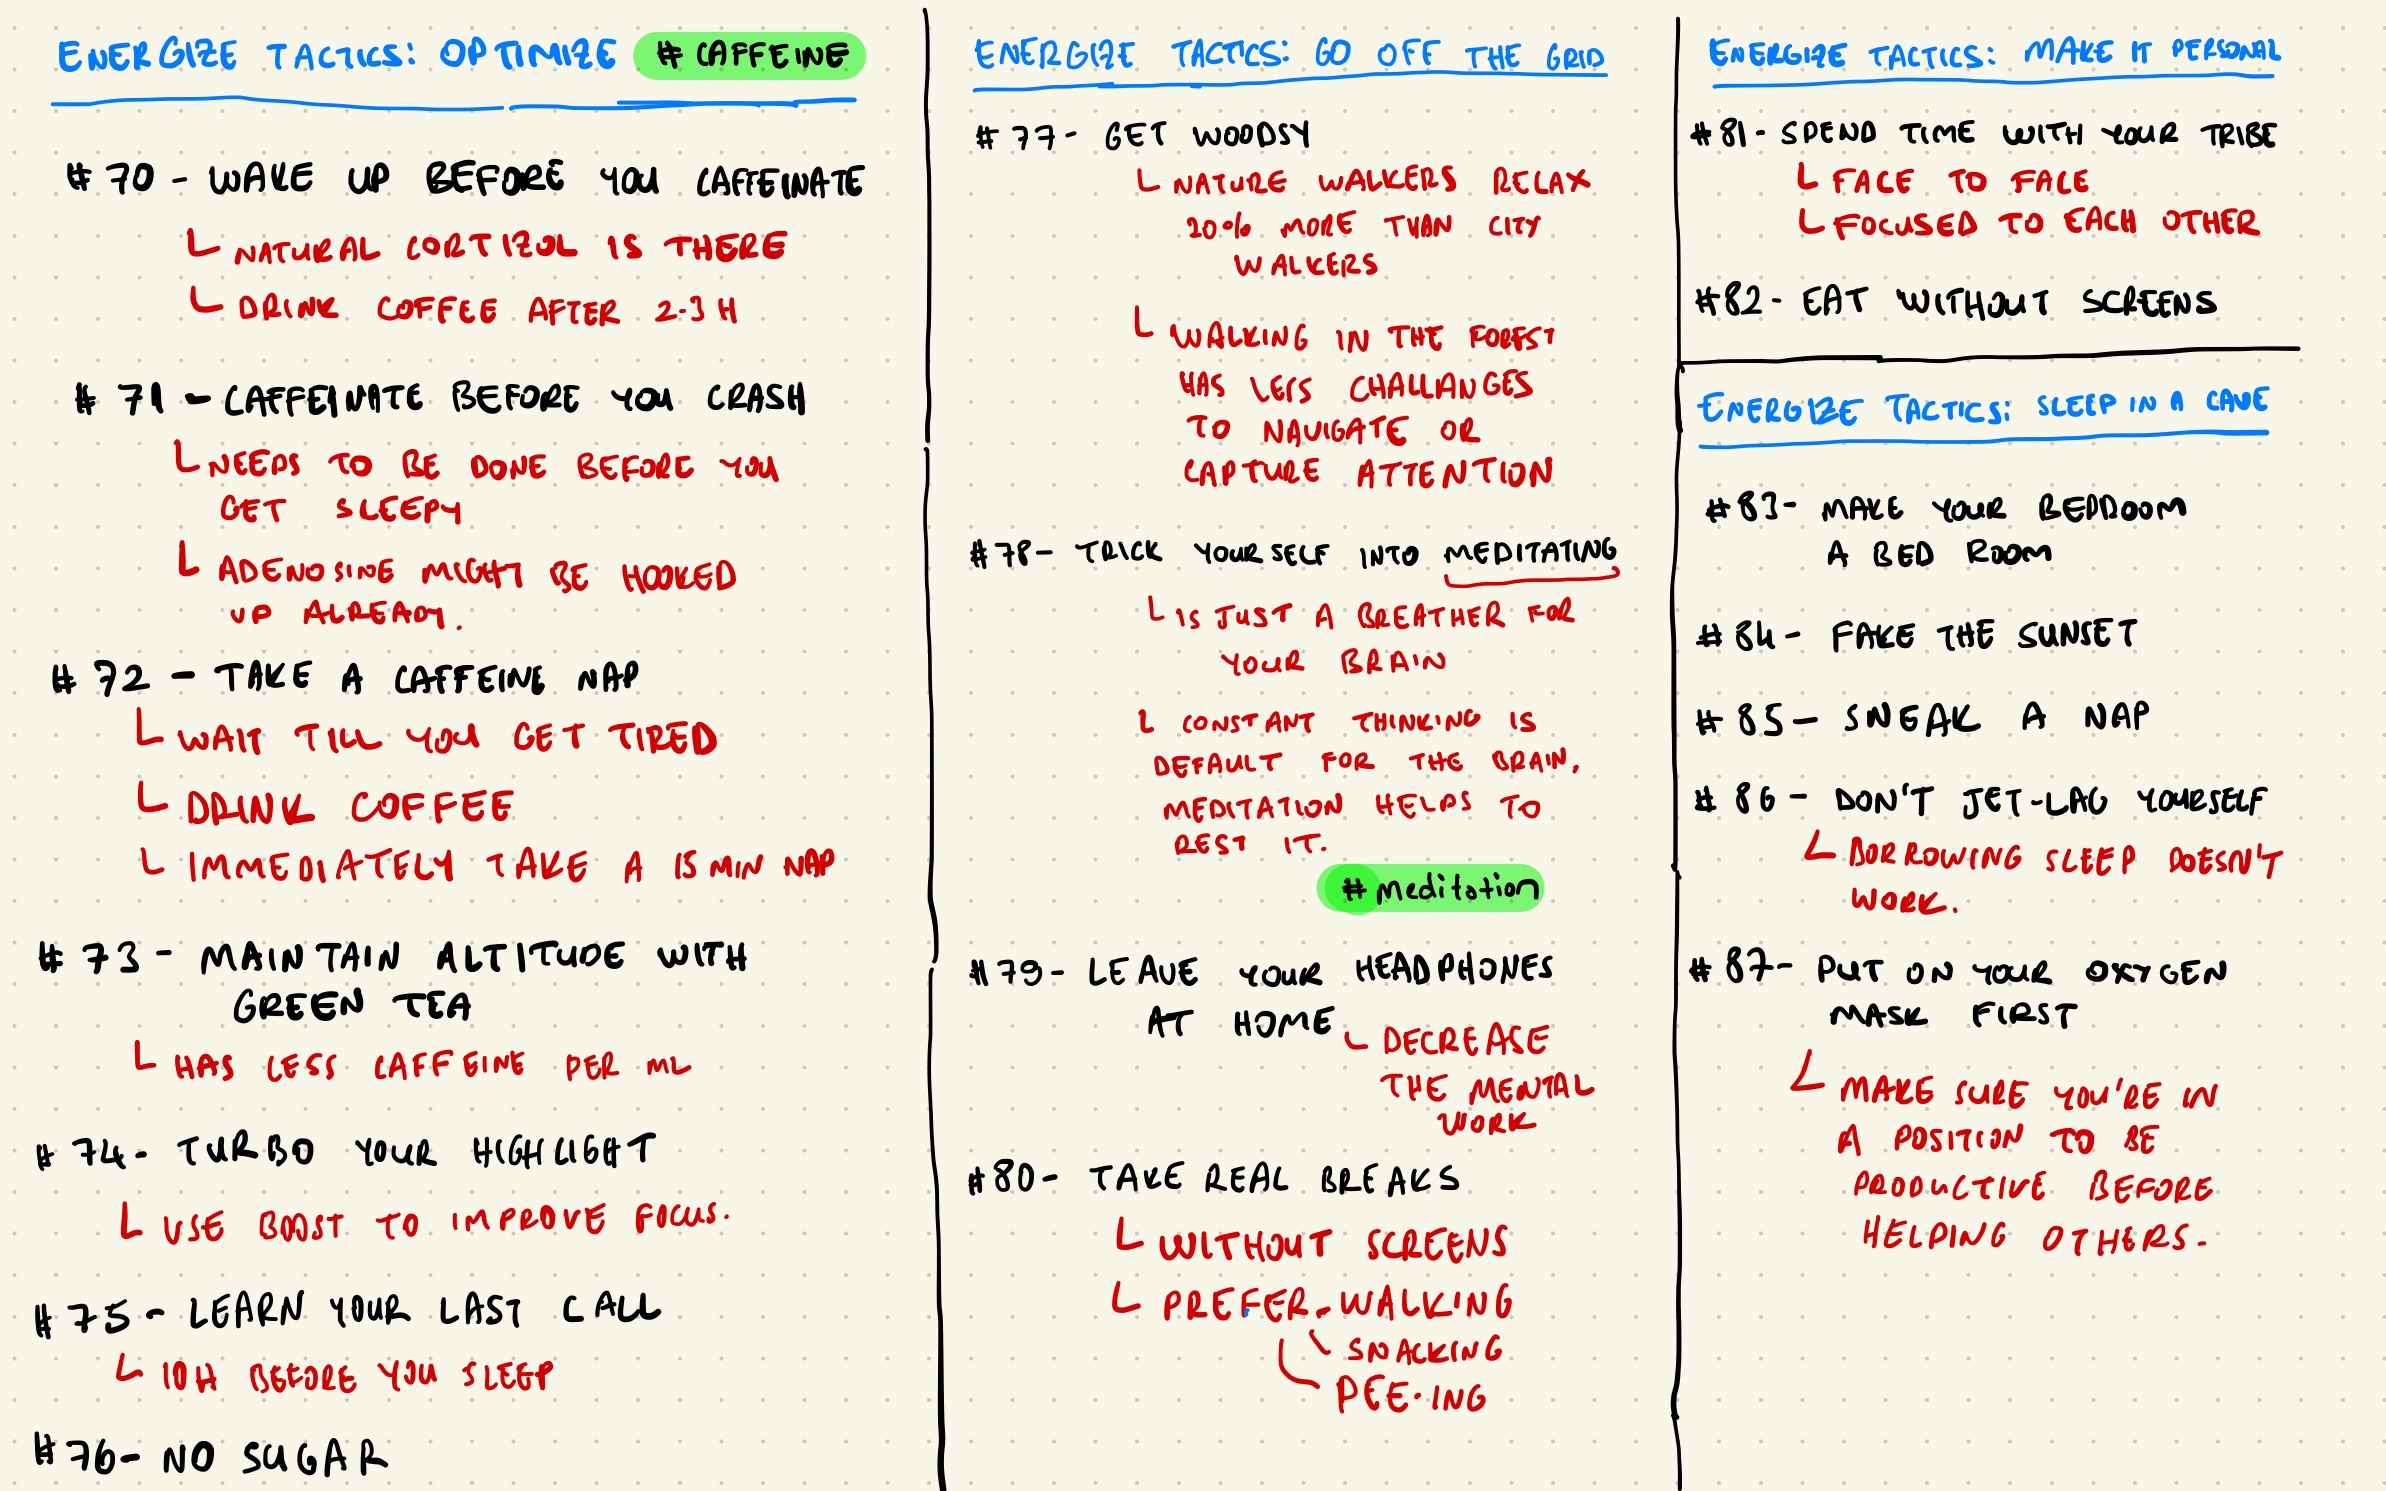 ENERGIZE TACTICS: OPTIMIZE # CAFFEINE
# 70 - WAKE UP BEFORE YOU CAFFEINATE
NATURAL CORTIZOL IS THERE
DRINK COFFEE AFTER 2-3 H
# 71 - CAFFEINATE BEFORE YOU CRASH
NEEDS TO BE DONE BEFORE YOU
GET SLEEPY
ADENOSINE MIGHT BE HOOKED
UP ALREADY.
# 72 - TAKE A CAFFEINE NAP
WAIT TILL YOU GET TIRED
DRINK COFFEE
IMMEDIATELY TAKE A 15 MIN NAP
# 73 - MAINTAIN ALTITUDE WITH
GREEN TEA
HAS LESS CAFFEINE PER ML
# 74 - TURBO YOUR HIGHLIGHT
USE BOOST TO IMPROVE FOCUS.
# 75 - LEARN YOUR LAST CALL
10H BEFORE YOU SLEEP
# 76 - NO SUGAR
ENERGIZE TACTICS: GO OFF THE GRID
# 77 - GET WOODSY
NATURE WALKERS RELAX
20% MORE THAN CITY
WALKERS
WALKING IN THE FOREST
HAS LESS CHALLANGES
TO NAVIGATE OR
CAPTURE ATTENTION
# 78 - TRICK YOURSELF INTO MEDITATING
IS JUST A BREATHER FOR
YOUR BRAIN
CONSTANT THINKING IS
DEFAULT FOR THE BRAIN,
MEDITATION HELPS TO
REST IT.
# meditation
# 79 - LEAVE YOUR HEADPHONES
AT HOME
DECREASE
THE MENTAL
WORK
# 80 - TAKE REAL BREAKS
WITHOUT SCREENS
PREFER - WALKING
SNACKING
PEE-ING
ENERGIZE TACTICS: MAKE IT PERSONAL
# 81 - SPEND TIME WITH YOUR TRIBE
FACE TO FACE
FOCUSED TO EACH OTHER
# 82 - EAT WITHOUT SCREENS
ENERGIZE TACTICS: SLEEP IN A CAVE
# 83 - MAKE YOUR BEDDOOM
A BED ROOM
# 84 - FAKE THE SUNSET
# 85 - SNEAK A NAP
# 86 - DON'T JET-LAG YOURSELF
BORROWING SLEEP DOESN'T
WORK.
# 87 - PUT ON YOUR OXYGEN
MASK FIRST
MAKE SURE YOU'RE IN
A POSITION TO BE
PRODUCTIVE BEFORE
HELPING OTHERS.